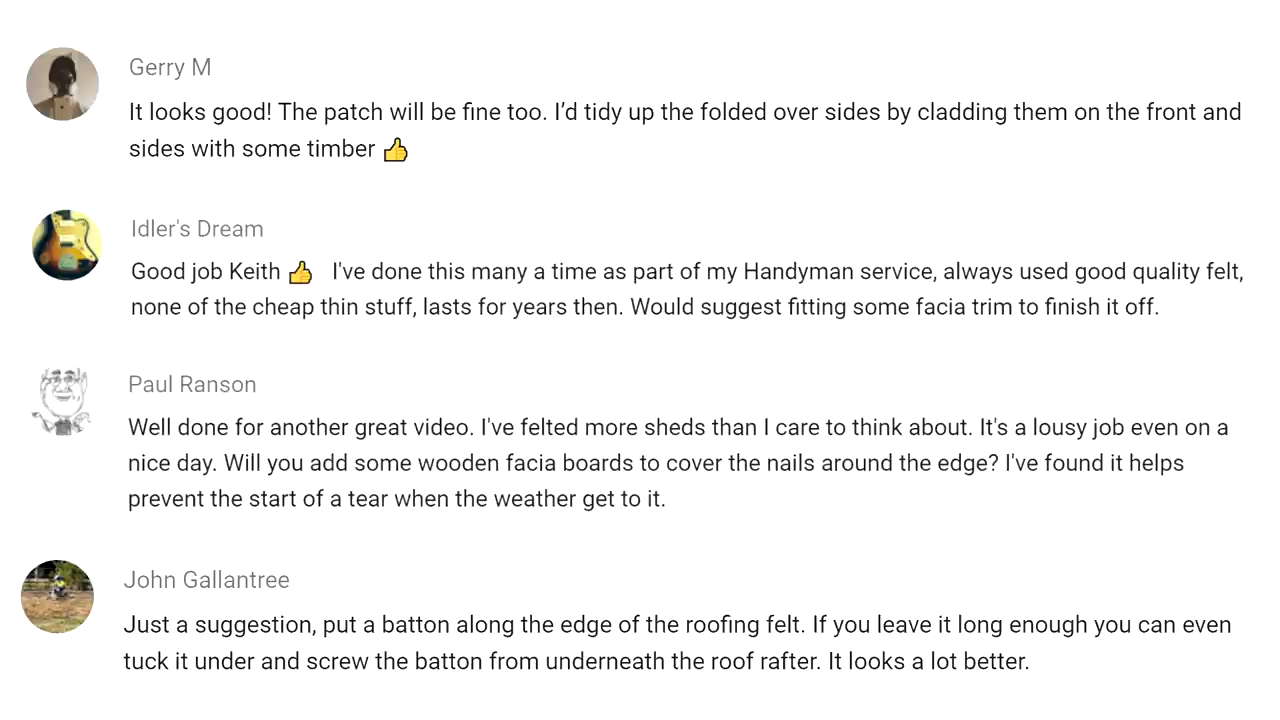 Gerry M
It looks good! The patch will be fine too. I’d tidy up the folded over sides by cladding them on the front and
sides with some timber 👍
Idler's Dream
Good job Keith 👍 I've done this many a time as part of my Handyman service, always used good quality felt,
none of the cheap thin stuff, lasts for years then. Would suggest fitting some facia trim to finish it off.
Paul Ranson
Well done for another great video. I've felted more sheds than I care to think about. It's a lousy job even on a
nice day. Will you add some wooden facia boards to cover the nails around the edge? I've found it helps
prevent the start of a tear when the weather get to it.
John Gallantree
Just a suggestion, put a batton along the edge of the roofing felt. If you leave it long enough you can even
tuck it under and screw the batton from underneath the roof rafter. It looks a lot better.